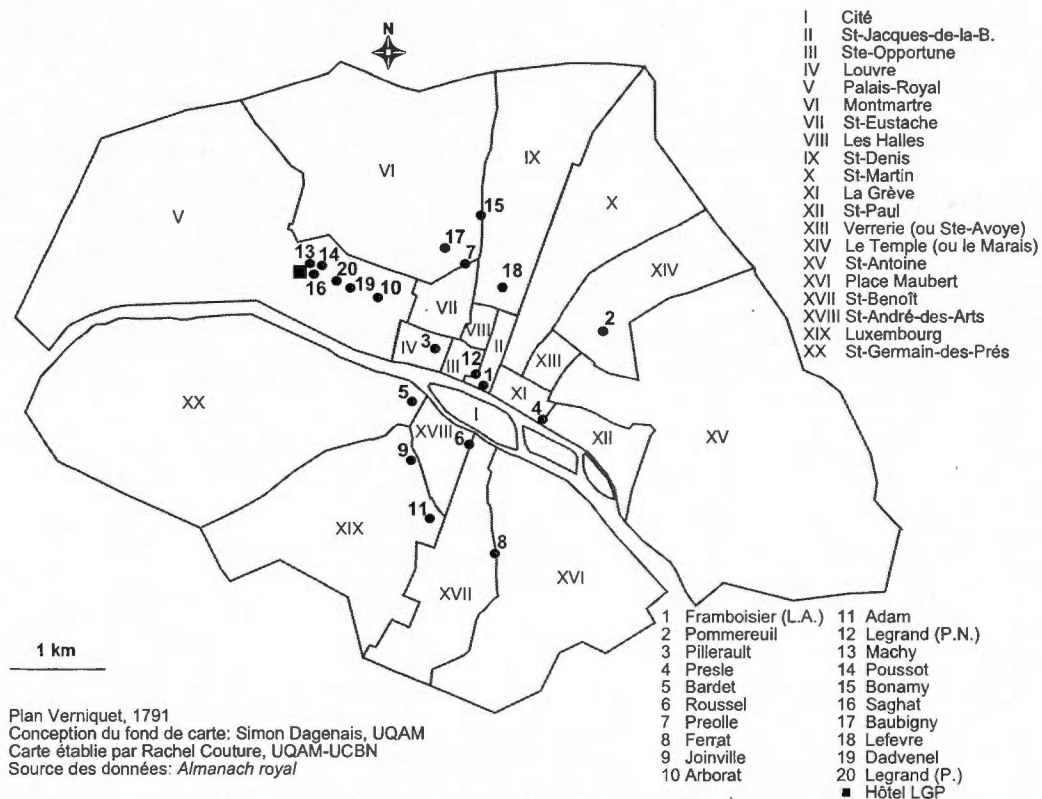 N
I Cité
II St-Jacques-de-la-B.
III Ste-Opportune
IV Louvre
V Palais-Royal
VI Montmartre
VII St-Eustache
VIII Les Halles
IX St-Denis
X St-Martin
XI La Grève
XII St-Paul
XIII Verrerie (ou Ste-Avoye)
XIV Le Temple (ou le Marais)
XV St-Antoine
XVI Place Maubert
XVII St-Benoît
XVIII St-André-des-Arts
XIX Luxembourg
XX St-Germain-des-Prés
IX
VI
X
V
15
17
7
13
14
XIV
16
20
19
10
18
VII
2
VIII
II
IV
3
III
12
XIII
1
XI
XX
5
I
4
XVIII
6
XII
XV
9
11
XIX
8
XVII
XVI
1 km
1 Framboisier (L.A.)
2 Pommereuil
3 Pillerault
4 Presle
5 Bardet
6 Roussel
7 Preolle
8 Ferrat
9 Joinville
10 Arborat
11 Adam
12 Legrand (P.N.)
13 Machy
14 Poussot
15 Bonamy
16 Saghat
17 Baubigny
18 Lefevre
19 Dadvenel
20 Legrand (P.)
■ Hôtel LGP
Plan Verniquet, 1791
Conception du fond de carte: Simon Dagenais, UQAM
Carte établie par Rachel Couture, UQAM-UCBN
Source des données: Almanach royal